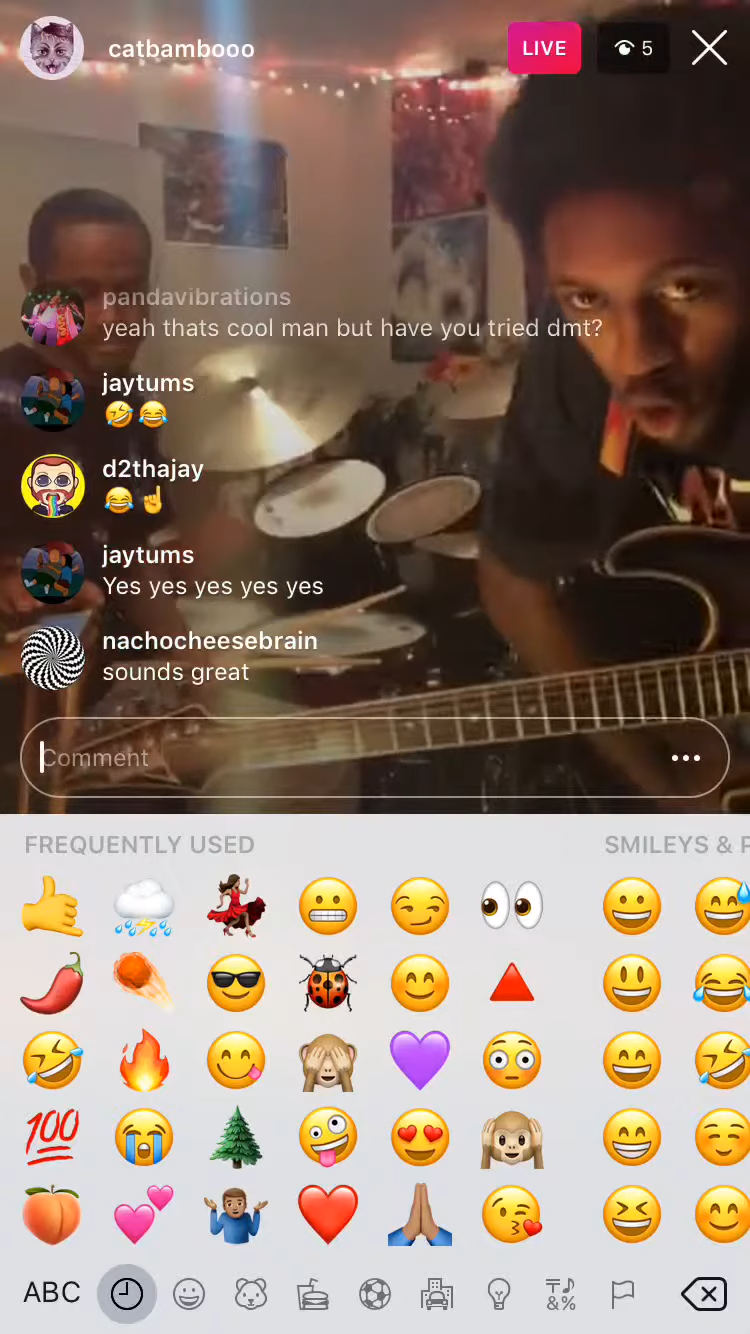 catbambooo
LIVE
5
pandavibrations
yeah thats cool man but have you tried dmt?
jaytums
🤣😂
d2thajay
😂☝️
jaytums
Yes yes yes yes yes
nachocheesebrain
sounds great
Comment
FREQUENTLY USED
SMILEYS & P
ABC